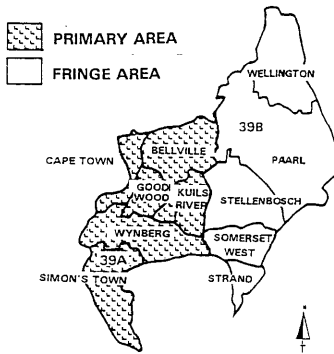 PRIMARY AREA
FRINGE AREA
WELLINGTON
39B
PAARL
BELLVILLE
CAPE TOWN
GOOD
WOOD
KUILS
RIVER
STELLENBOSCH
WYNBERG
SOMERSET
WEST
39A
SIMON'S TOWN
STRAND